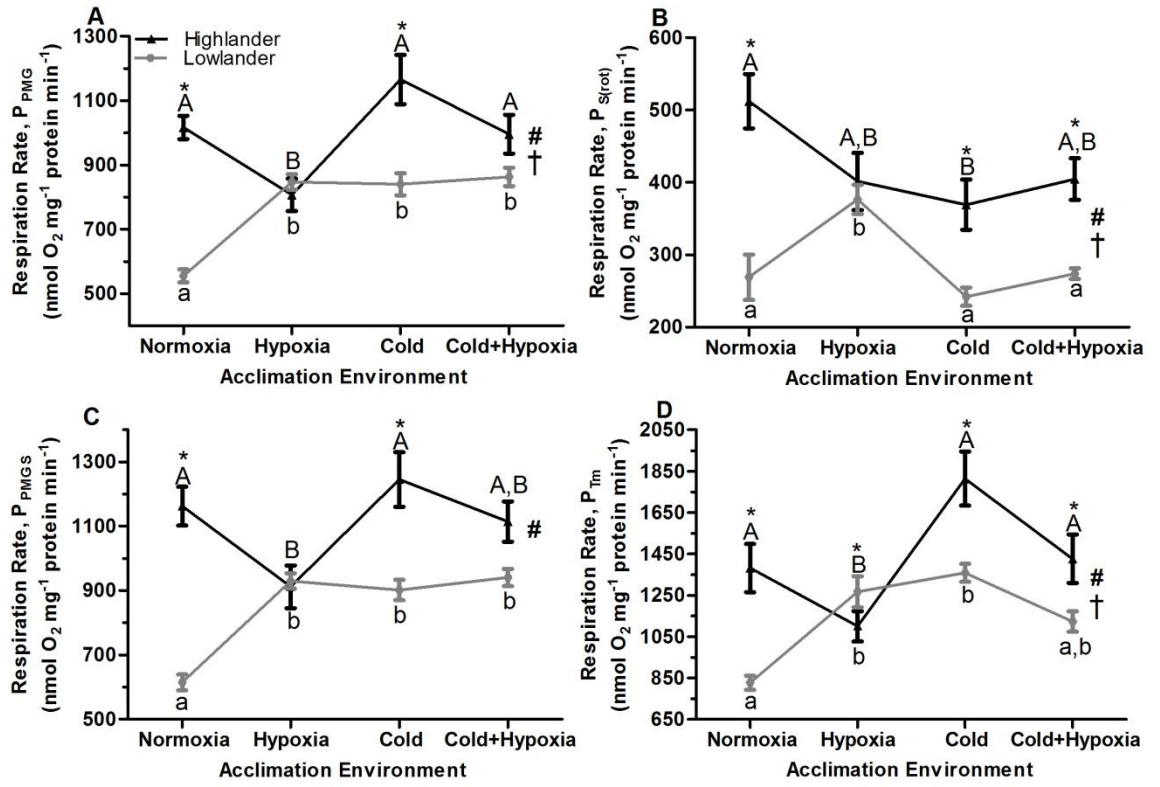 A
Highlander
Lowlander
Respiration Rate, P PMG
(nmol O2 mg-1 protein min-1)
1300
1100
900
700
500
*
A
B
*
A
A
#
†
a
b
b
b
Normoxia Hypoxia Cold Cold+Hypoxia
Acclimation Environment
B
Respiration Rate, P S(rot)
(nmol O2 mg-1 protein min-1)
600
500
400
300
200
*
A
A,B
*
B
*
A,B
#
†
a
b
a
a
Normoxia Hypoxia Cold Cold+Hypoxia
Acclimation Environment
C
Respiration Rate, P PMGS
(nmol O2 mg-1 protein min-1)
1300
1100
900
700
500
*
A
B
*
A
A,B
#
a
b
b
b
Normoxia Hypoxia Cold Cold+Hypoxia
Acclimation Environment
D
Respiration Rate, P Tm
(nmol O2 mg-1 protein min-1)
2050
1850
1650
1450
1250
1050
850
650
*
A
*
B
*
A
*
A
#
†
a
b
b
a,b
Normoxia Hypoxia Cold Cold+Hypoxia
Acclimation Environment